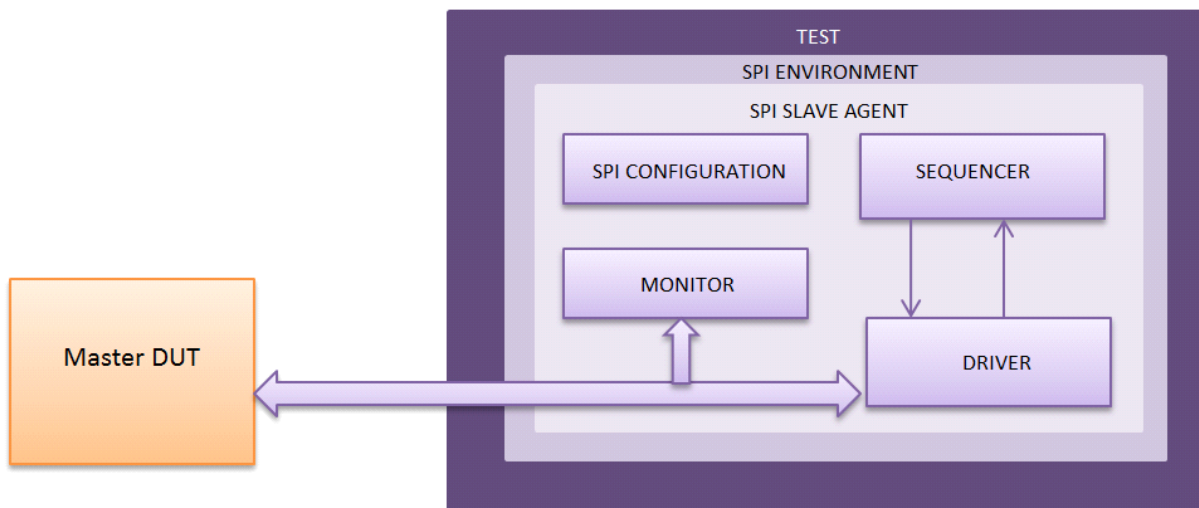 TEST
SPI ENVIRONMENT
SPI SLAVE AGENT
SPI CONFIGURATION
SEQUENCER
MONITOR
Master DUT
DRIVER